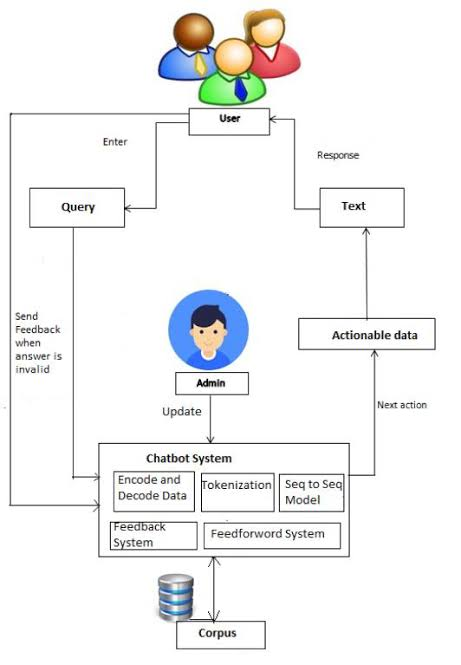 User
Enter
Response
Query
Text
Send
Feedback
when
answer is
invalid
Actionable data
Admin
Next action
Update
Chatbot System
Encode and
Decode Data
Tokenization
Seq to Seq
Model
Feedback
System
Feedforword System
Corpus